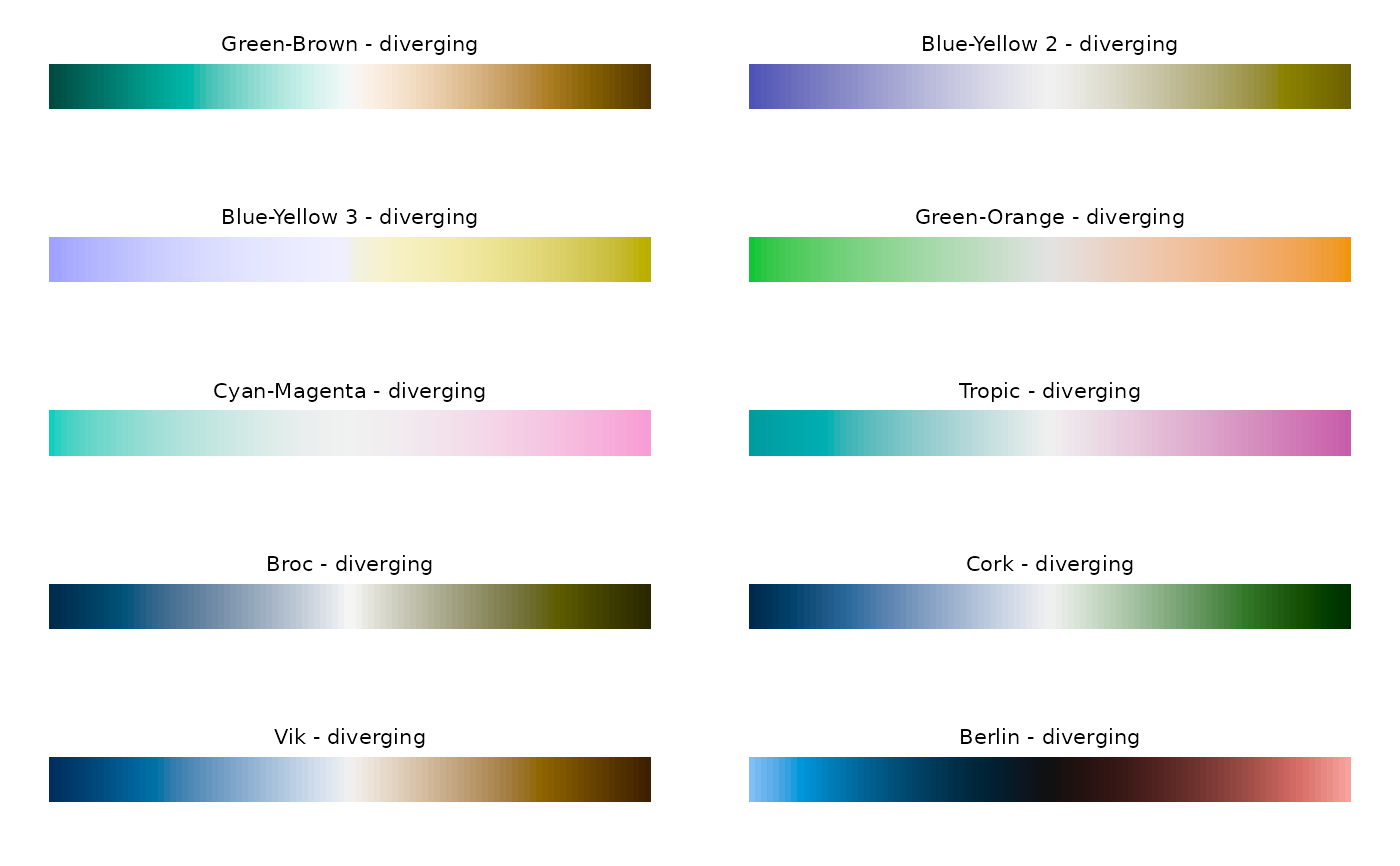 Green-Brown - diverging
Blue-Yellow 2 - diverging
Blue-Yellow 3 - diverging
Green-Orange - diverging
Cyan-Magenta - diverging
Tropic - diverging
Broc - diverging
Cork - diverging
Vik - diverging
Berlin - diverging